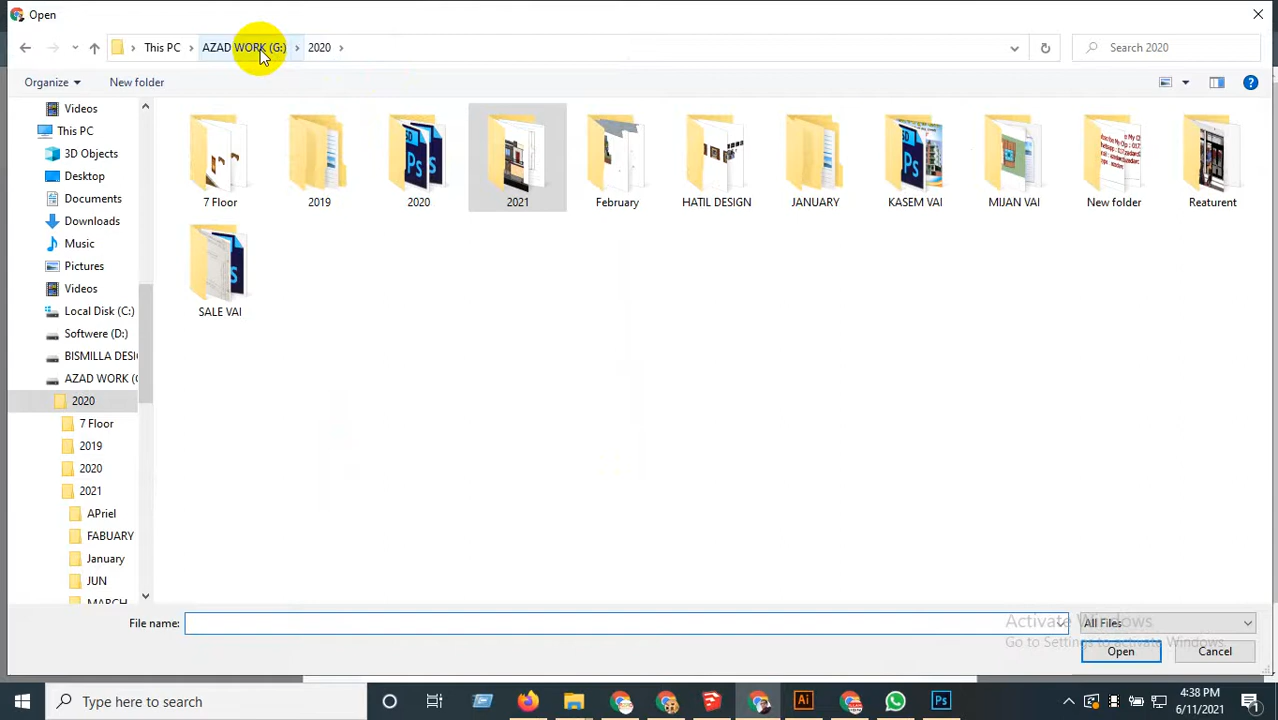 Open
This PC
AZAD WORK (G:)
2020
Search 2020
Organize
New folder
Videos
This PC
3D Objects
Desktop
Documents
Downloads
Music
Pictures
Videos
Local Disk (C:)
Softwere (D:)
BISMILLA DESI
AZAD WORK (
2020
7 Floor
2019
2020
2021
APriel
FABUARY
January
JUN
MARCH
7 Floor
2019
2020
2021
February
HATIL DESIGN
JANUARY
KASEM VAI
MIJAN VAI
New folder
Reaturent
SALE VAI
File name:
All Files
Activate Windows
Go to Settings to activate Windows.
Open
Cancel
Type here to search
4:38 PM
6/11/2021